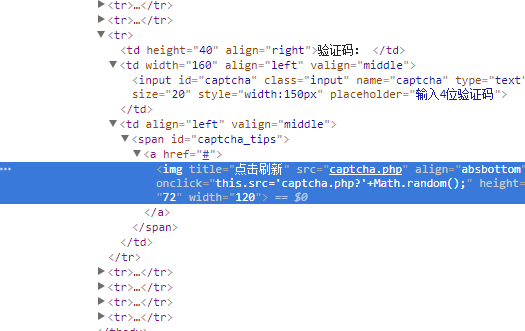 <tr>…</tr>
<tr>…</tr>
<tr>
<td height="40" align="right">验证码： </td>
<td width="160" align="left" valign="middle">
<input id="captcha" class="input" name="captcha" type="text"
size="20" style="width:150px" placeholder="输入4位验证码">
</td>
<td align="left" valign="middle">
<span id="captcha_tips">
<a href="#">
… <img title="点击刷新" src="captcha.php" align="absbottom"
onclick="this.src='captcha.php?'+Math.random();" height=
"72" width="120"> == $0
</a>
</span>
</td>
</tr>
<tr>…</tr>
<tr>…</tr>
<tr>…</tr>
<tr>…</tr>